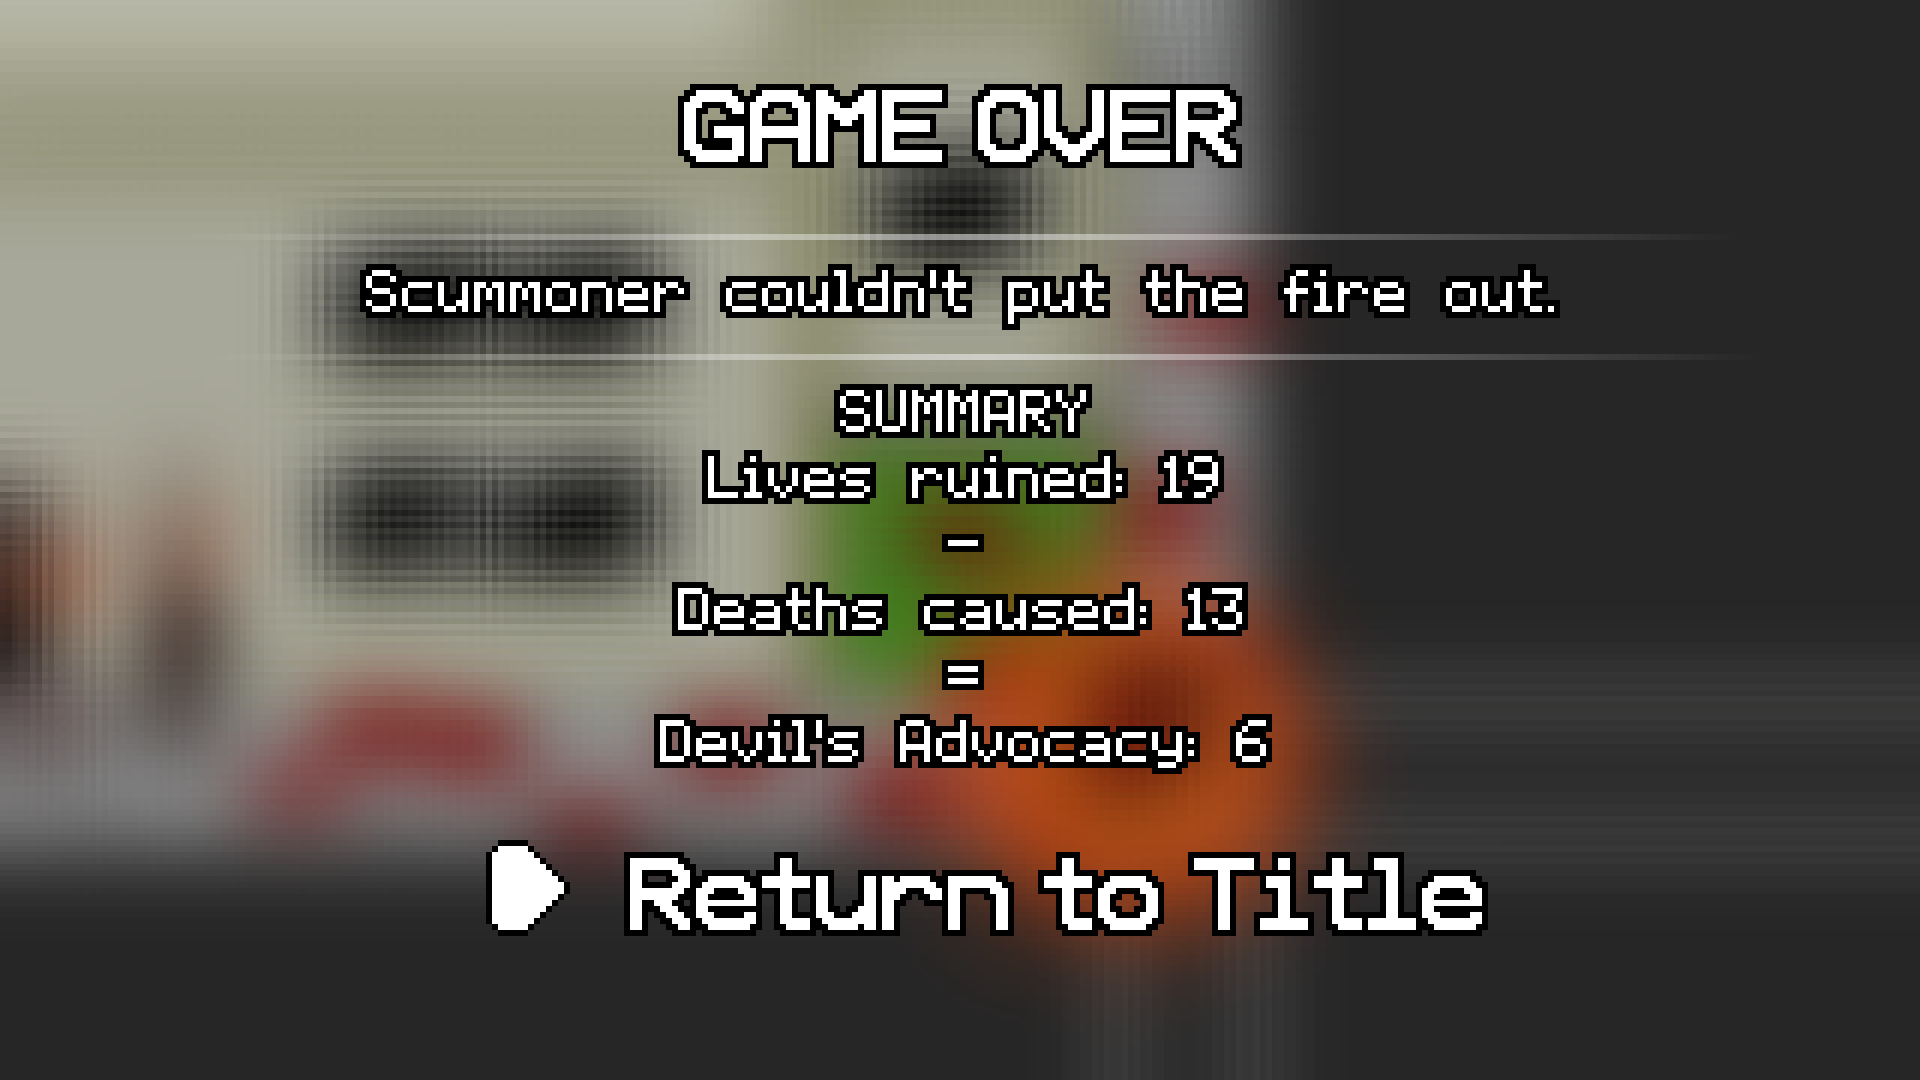 GAME OVER
Scummoner couldn't put the fire out.
SUMMARY
Lives ruined: 19
-
Deaths caused: 13
=
Devil's Advocacy: 6
Return to Title